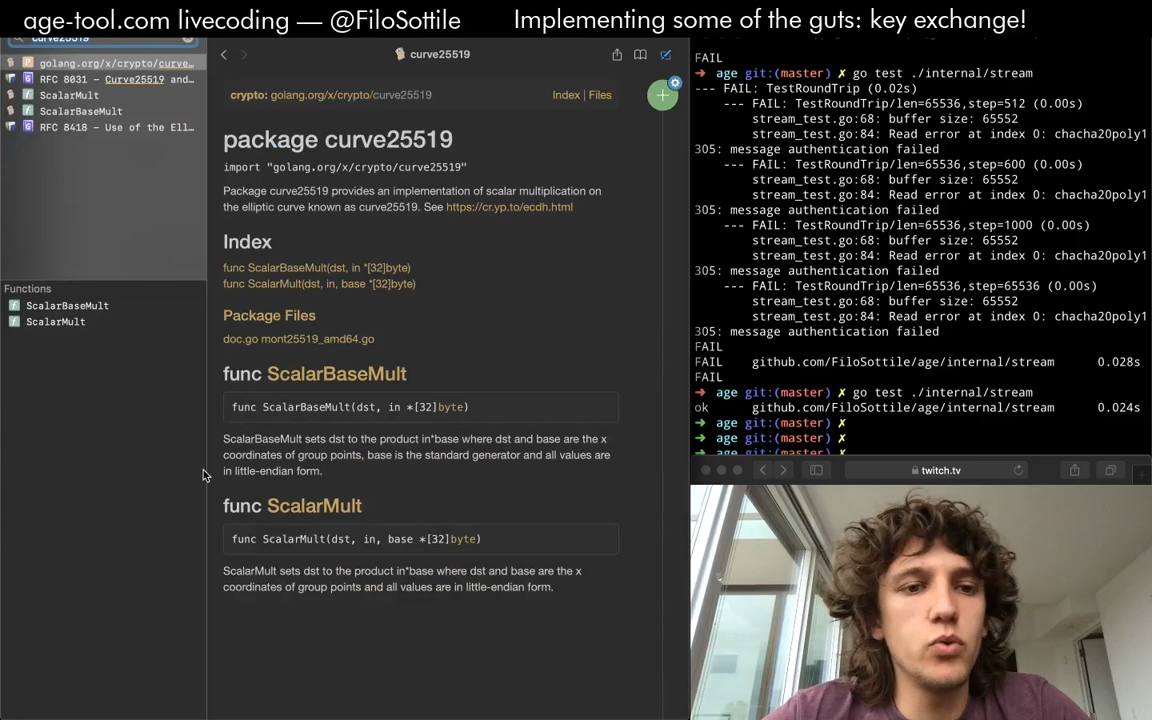 age-tool.com livecoding — @FiloSottile
Implementing some of the guts: key exchange!
curve25519
golang.org/x/crypto/curve...
RFC 8031 – Curve25519 and...
ScalarMult
ScalarBaseMult
RFC 8418 – Use of the Ell...
Functions
ScalarBaseMult
ScalarMult
curve25519
crypto: golang.org/x/crypto/curve25519
Index | Files
package curve25519
import "golang.org/x/crypto/curve25519"
Package curve25519 provides an implementation of scalar multiplication on
the elliptic curve known as curve25519. See https://cr.yp.to/ecdh.html
Index
func ScalarBaseMult(dst, in *[32]byte)
func ScalarMult(dst, in, base *[32]byte)
Package Files
doc.go mont25519_amd64.go
func ScalarBaseMult
func ScalarBaseMult(dst, in *[32]byte)
ScalarBaseMult sets dst to the product in*base where dst and base are the x
coordinates of group points, base is the standard generator and all values are
in little-endian form.
func ScalarMult
func ScalarMult(dst, in, base *[32]byte)
ScalarMult sets dst to the product in*base where dst and base are the x
coordinates of group points and all values are in little-endian form.
FAIL
➜ age git:(master) ✗ go test ./internal/stream
--- FAIL: TestRoundTrip (0.02s)
--- FAIL: TestRoundTrip/len=65536,step=512 (0.00s)
stream_test.go:68: buffer size: 65552
stream_test.go:84: Read error at index 0: chacha20poly1
305: message authentication failed
--- FAIL: TestRoundTrip/len=65536,step=600 (0.00s)
stream_test.go:68: buffer size: 65552
stream_test.go:84: Read error at index 0: chacha20poly1
305: message authentication failed
--- FAIL: TestRoundTrip/len=65536,step=1000 (0.00s)
stream_test.go:68: buffer size: 65552
stream_test.go:84: Read error at index 0: chacha20poly1
305: message authentication failed
--- FAIL: TestRoundTrip/len=65536,step=65536 (0.00s)
stream_test.go:68: buffer size: 65552
stream_test.go:84: Read error at index 0: chacha20poly1
305: message authentication failed
FAIL
FAIL github.com/FiloSottile/age/internal/stream 0.028s
FAIL
➜ age git:(master) ✗ go test ./internal/stream
ok github.com/FiloSottile/age/internal/stream 0.024s
➜ age git:(master) ✗
➜ age git:(master) ✗
➜ age git:(master) ✗
twitch.tv